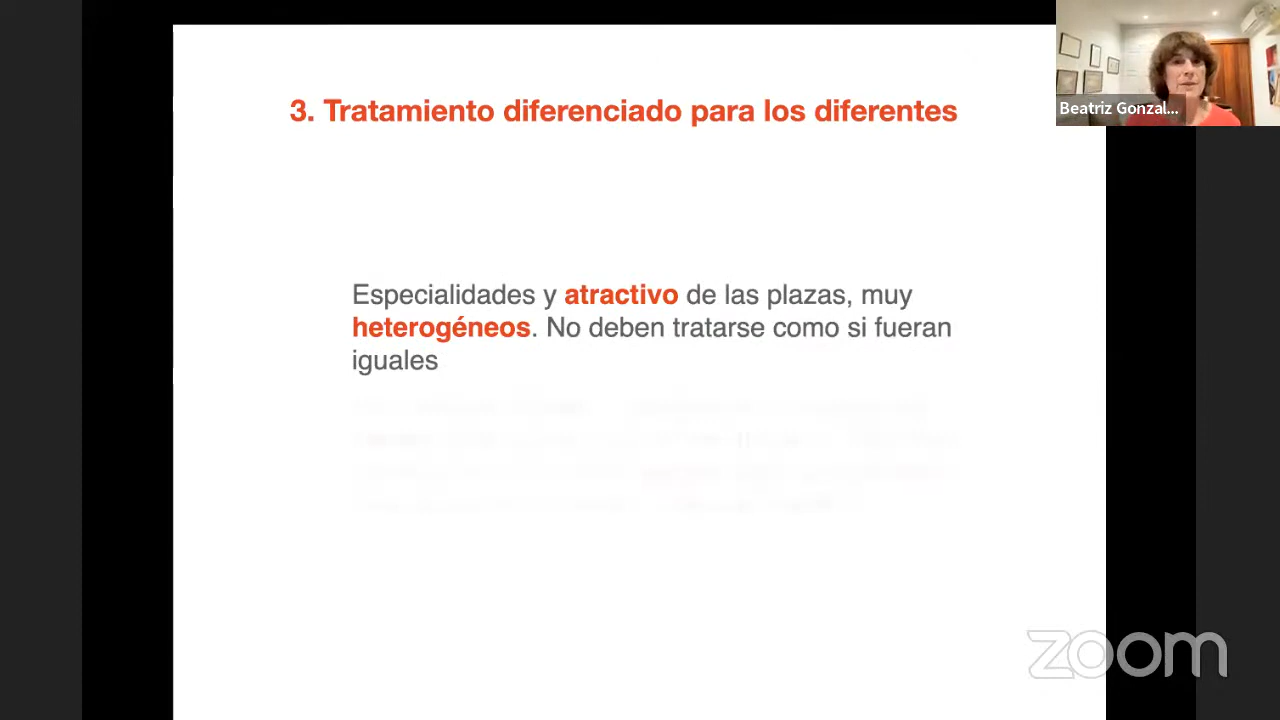 3. Tratamiento diferenciado para los diferentes
Beatriz Gonzal...
Especialidades y atractivo de las plazas, muy
heterogéneos. No deben tratarse como si fueran
iguales
zoom